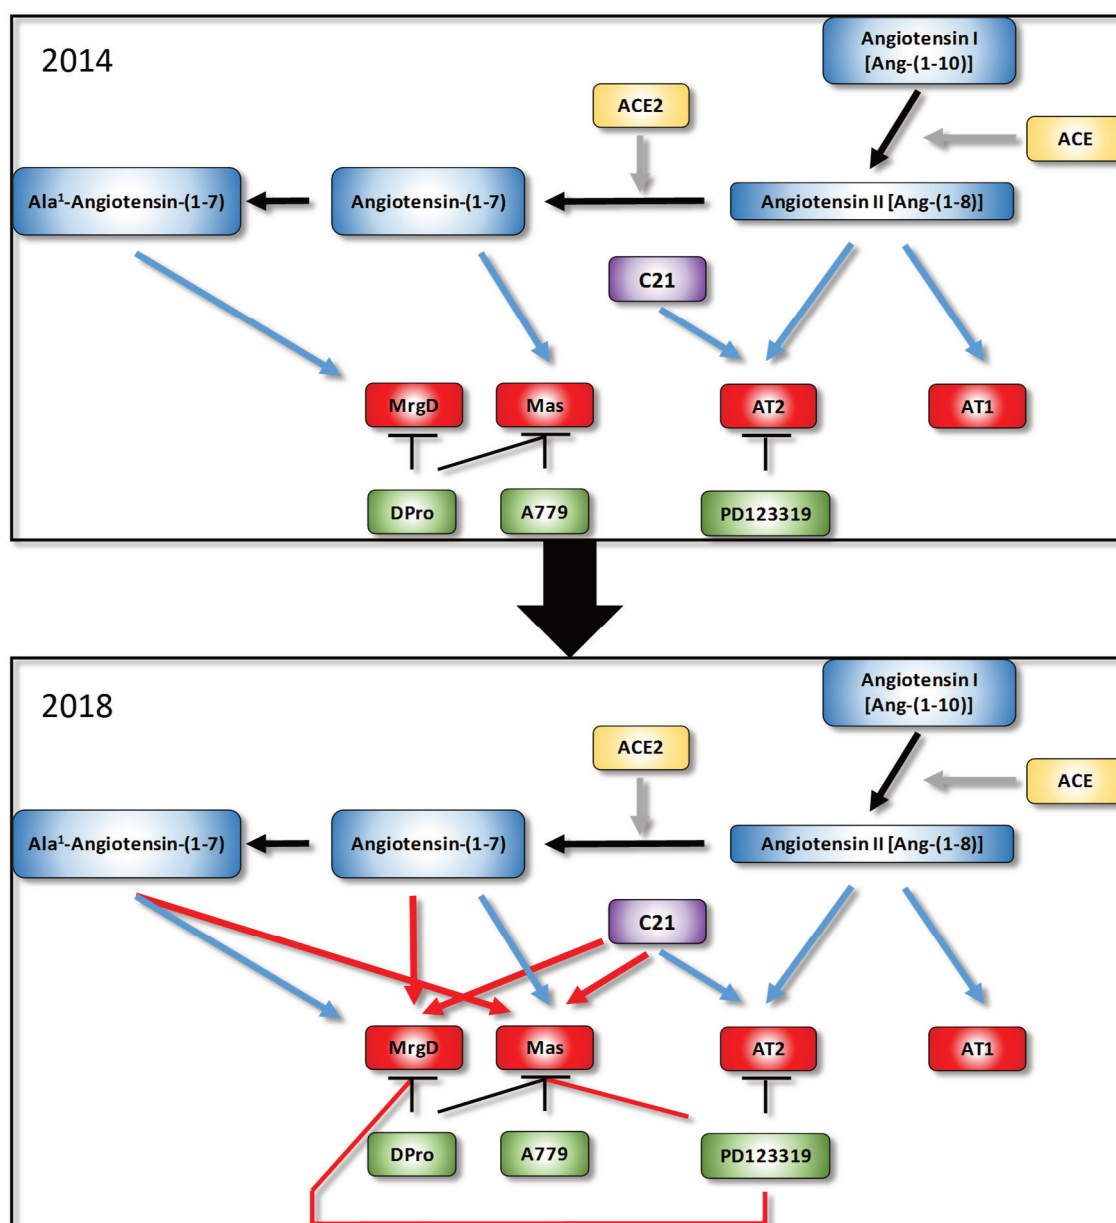 2014
Angiotensin I
[Ang-(1-10)]
ACE2
ACE
Ala¹-Angiotensin-(1-7)
Angiotensin-(1-7)
Angiotensin II [Ang-(1-8)]
C21
MrgD
Mas
AT2
AT1
DPro
A779
PD123319
2018
Angiotensin I
[Ang-(1-10)]
ACE2
ACE
Ala¹-Angiotensin-(1-7)
Angiotensin-(1-7)
Angiotensin II [Ang-(1-8)]
C21
MrgD
Mas
AT2
AT1
DPro
A779
PD123319